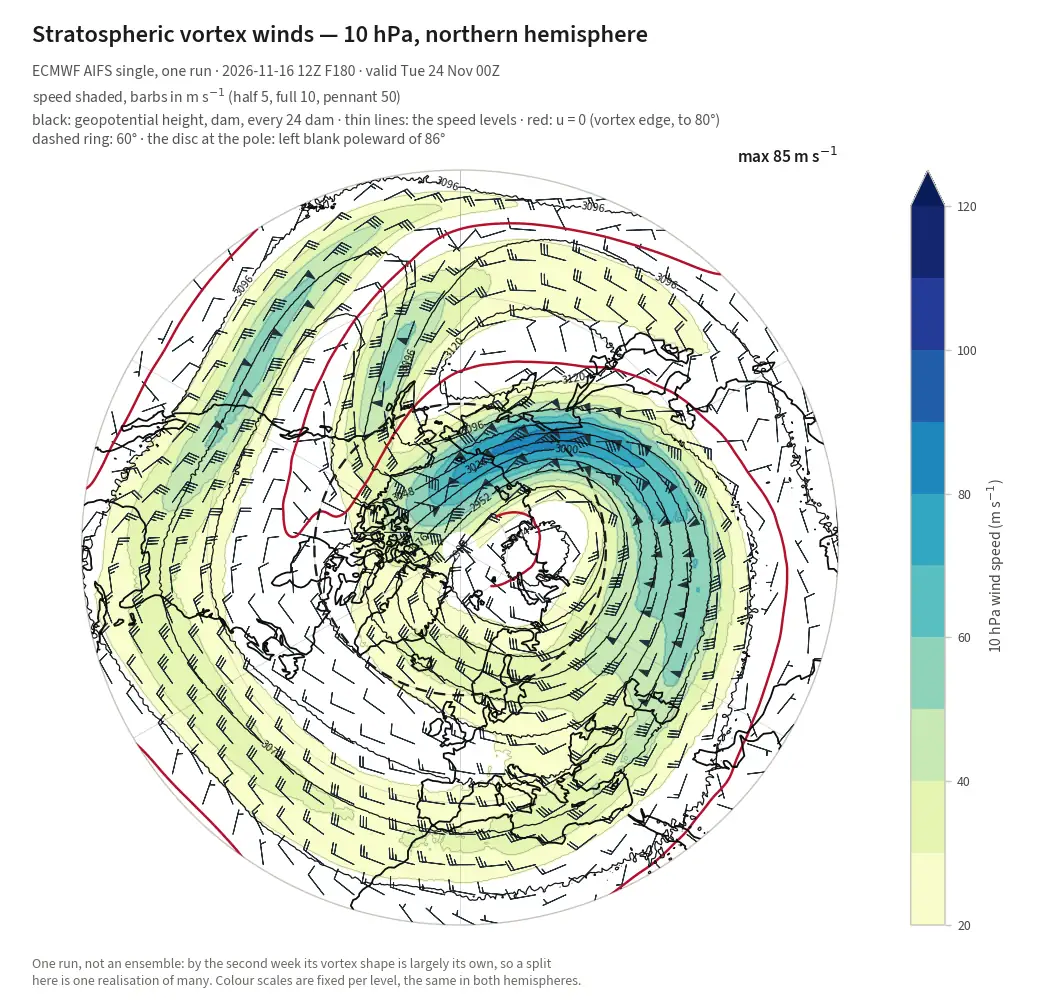 Stratospheric vortex winds — 10 hPa, northern hemisphere
ECMWF AIFS single, one run · 2026-11-16 12Z F180 · valid Tue 24 Nov 00Z
speed shaded, barbs in m s⁻¹ (half 5, full 10, pennant 50)
black: geopotential height, dam, every 24 dam · thin lines: the speed levels · red: u = 0 (vortex edge, to 80°)
dashed ring: 60° · the disc at the pole: left blank poleward of 86°
max 85 m s⁻¹
3096
3096
3096
3096
3120
3120
3096
3000
3048
2952
120
100
80
60
40
20
10 hPa wind speed (m s⁻¹)
One run, not an ensemble: by the second week its vortex shape is largely its own, so a split
here is one realisation of many. Colour scales are fixed per level, the same in both hemispheres.